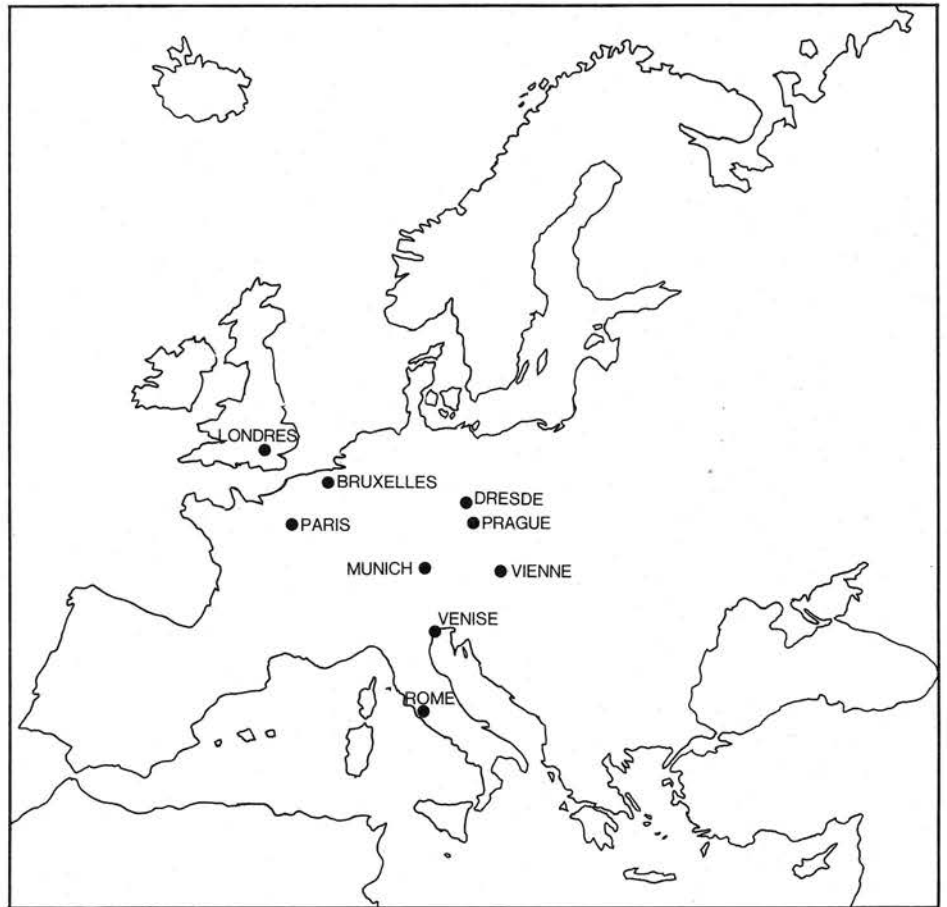 LONDRES
BRUXELLES
DRESDE
PARIS
PRAGUE
MUNICH
VIENNE
VENISE
ROME